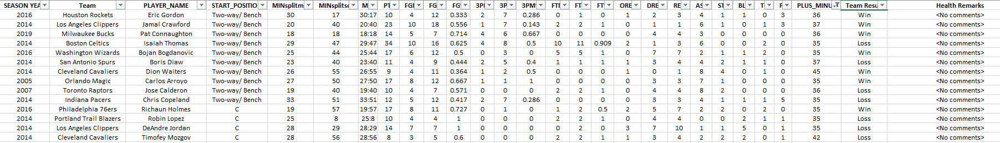 SEASON YEA Team PLAYER_NAME START_POSITIO MINsplitm MINsplitse M PT FGI FG FG% 3PI 3P 3PM FTI FT FT ORE DRE RE AS ST BL T( P PLUS_MINU Team Resu Health Remarks
2016 Houston Rockets Eric Gordon Two-way/ Bench 30 17 30:17 10 4 12 0.333 2 7 0.286 0 1 0 1 2 3 4 1 1 0 3 36 Win <No comments>
2014 Los Angeles Clippers Jamal Crawford Two-way/ Bench 20 40 20:40 23 10 18 0.556 1 7 0.143 2 2 1 0 1 1 6 1 0 1 3 37 Win <No comments>
2019 Milwaukee Bucks Pat Connaughton Two-way/ Bench 18 18 18:18 14 5 7 0.714 4 6 0.667 0 0 0 0 4 4 3 0 0 0 0 36 Win <No comments>
2014 Boston Celtics Isaiah Thomas Two-way/ Bench 29 47 29:47 34 10 16 0.625 4 8 0.5 10 11 0.909 2 1 3 6 0 0 2 0 35 Loss <No comments>
2016 Washington Wizards Bojan Bogdanovic Two-way/ Bench 25 44 25:44 17 6 12 0.5 0 3 0 5 5 1 0 7 7 2 1 1 2 0 35 Win <No comments>
2014 San Antonio Spurs Boris Diaw Two-way/ Bench 23 40 23:40 11 4 9 0.444 2 5 0.4 1 1 1 1 3 4 4 2 1 1 0 37 Loss <No comments>
2014 Cleveland Cavaliers Dion Waiters Two-way/ Bench 26 55 26:55 9 4 11 0.364 1 2 0.5 0 0 0 1 0 1 8 4 0 1 0 45 Win <No comments>
2005 Orlando Magic Carlos Arroyo Two-way/ Bench 27 50 27:50 17 8 12 0.667 1 1 1 0 0 0 0 3 3 7 1 0 0 0 35 Win <No comments>
2007 Toronto Raptors Jose Calderon Two-way/ Bench 19 40 19:40 10 4 7 0.571 0 0 0 2 2 1 0 4 4 8 2 0 0 0 36 Loss <No comments>
2014 Indiana Pacers Chris Copeland Two-way/ Bench 33 51 33:51 12 5 12 0.417 2 7 0.286 0 0 0 0 3 3 4 1 1 1 5 35 Loss <No comments>
2016 Philadelphia 76ers Richaun Holmes C 19 57 19:57 17 8 11 0.727 0 1 0 1 2 0.5 2 5 7 2 2 0 2 0 35 Win <No comments>
2014 Portland Trail Blazers Robin Lopez C 25 8 25:8 10 4 4 1 0 0 0 2 2 1 0 4 4 0 0 2 1 1 35 Loss <No comments>
2014 Los Angeles Clippers DeAndre Jordan C 28 29 28:29 14 7 7 1 0 0 0 0 2 0 3 7 10 1 1 5 0 1 35 Loss <No comments>
2014 Cleveland Cavaliers Timofey Mozgov C 28 56 28:56 8 3 5 0.6 0 0 0 2 2 1 1 3 4 2 2 2 0 1 42 Loss <No comments>